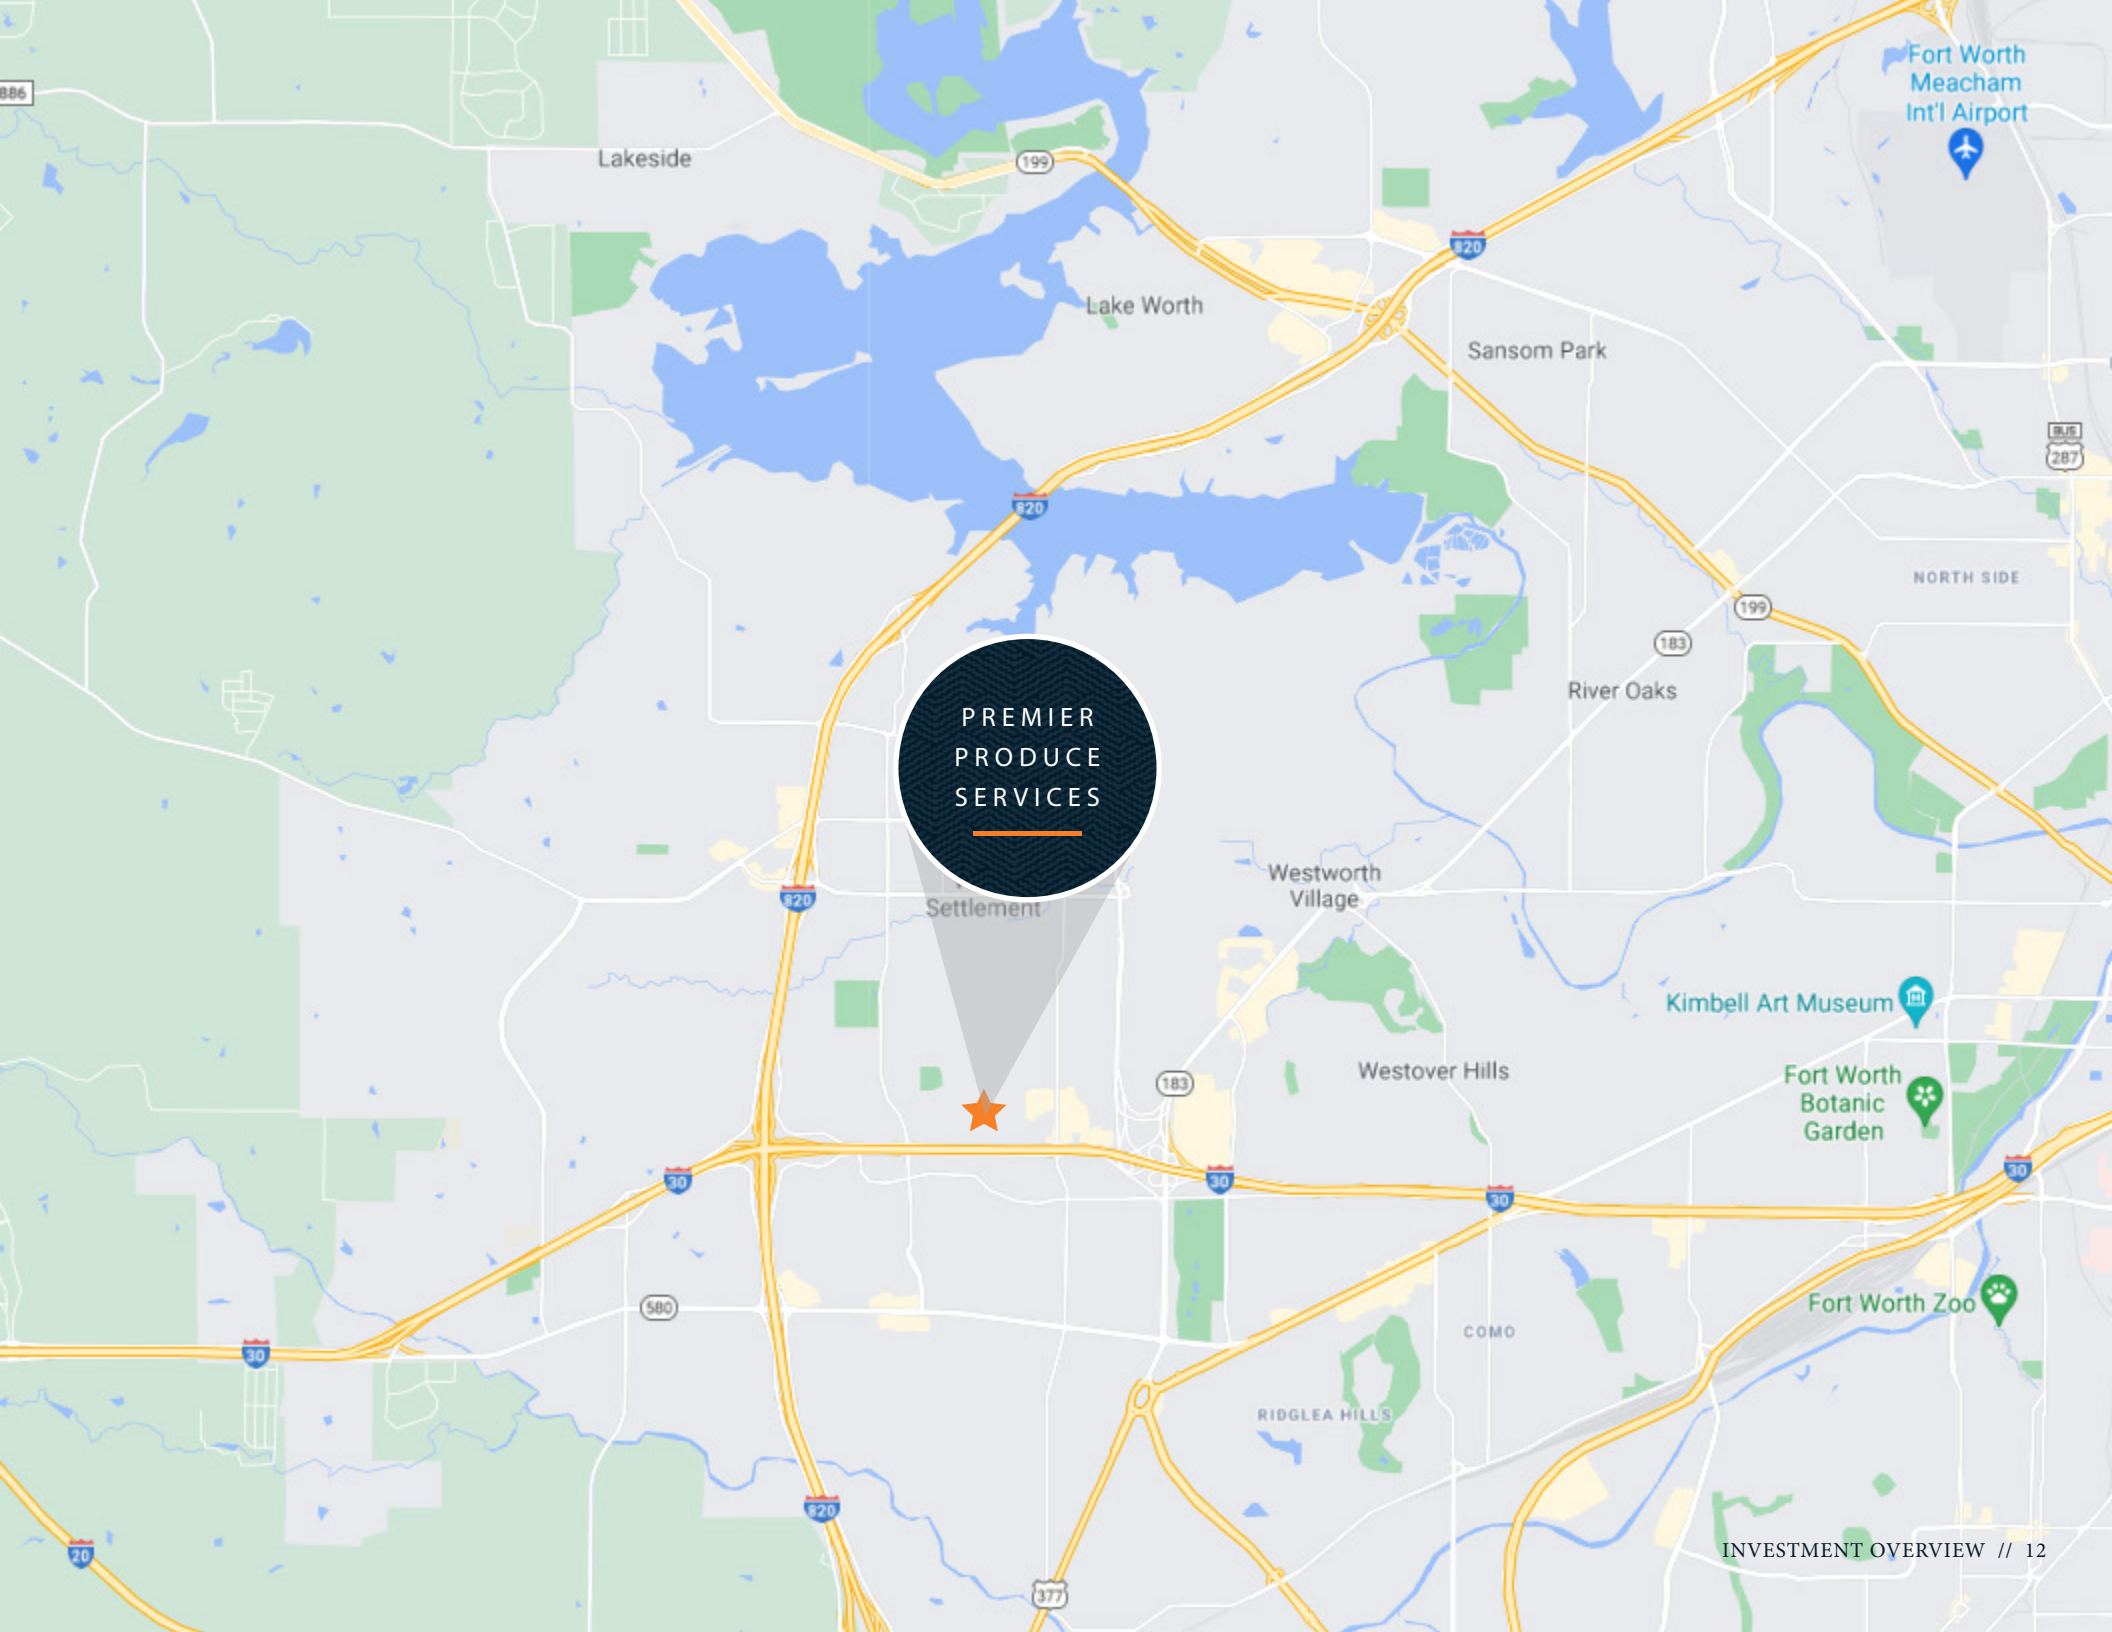 Fort Worth
Meacham
Int'l Airport
886
Lakeside
199
820
Lake Worth
Sansom Park
BUS
287
820
NORTH SIDE
199
183
River Oaks
PREMIER
PRODUCE
SERVICES
Westworth
Village
820
Settlement
Kimbell Art Museum
Westover Hills
183
Fort Worth
Botanic
Garden
30
30
30
30
Fort Worth Zoo
580
COMO
30
RIDGLEA HILLS
820
20
INVESTMENT OVERVIEW // 12
377